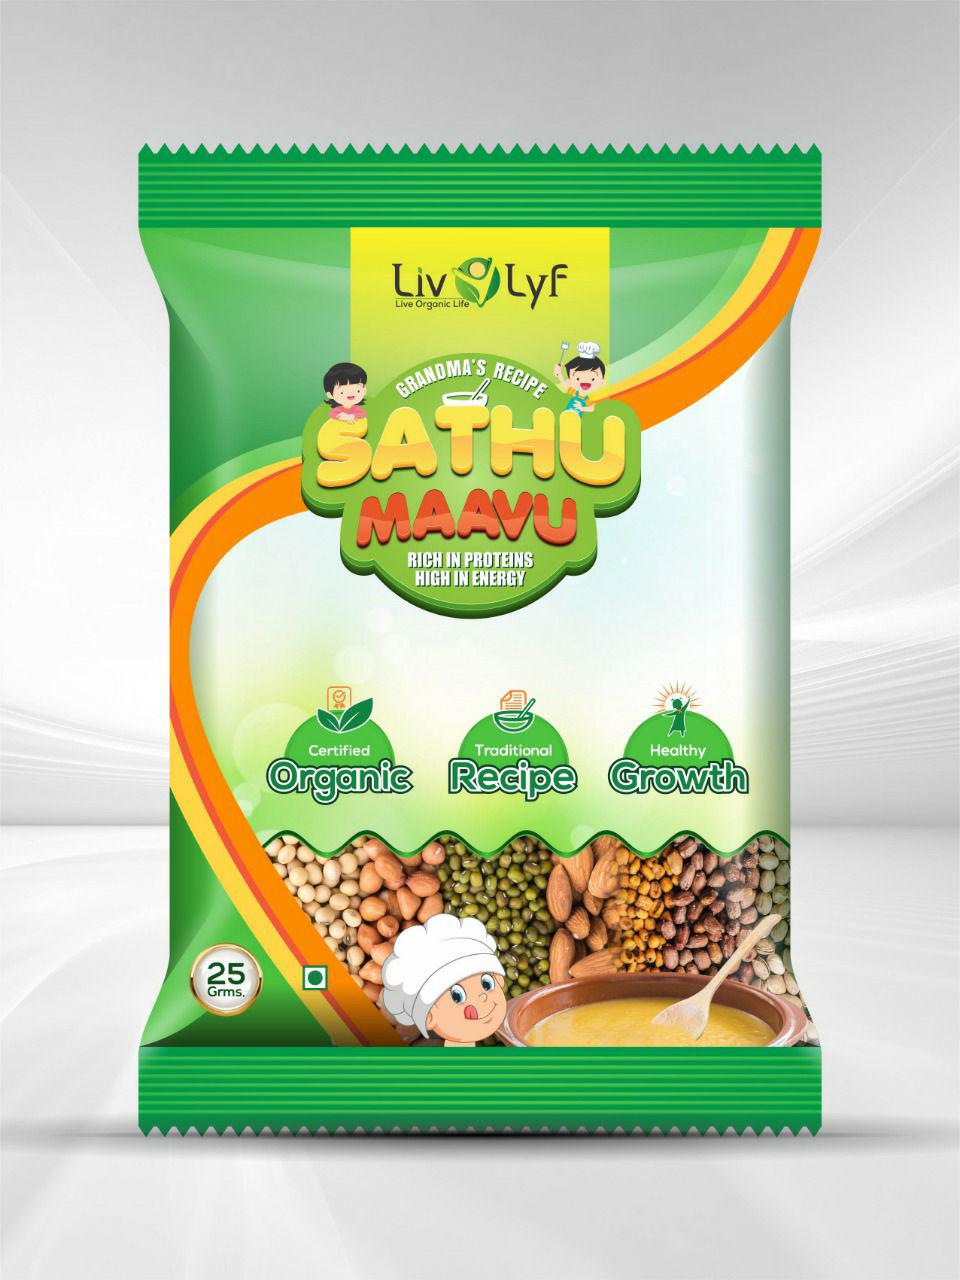 Liv Lyf
Live Organic Life
GRANDMA'S RECIPE
SATHU
MAAVU
RICH IN PROTEINS
HIGH IN ENERGY
Certified
Organic
Traditional
Recipe
Healthy
Growth
25
Grms.